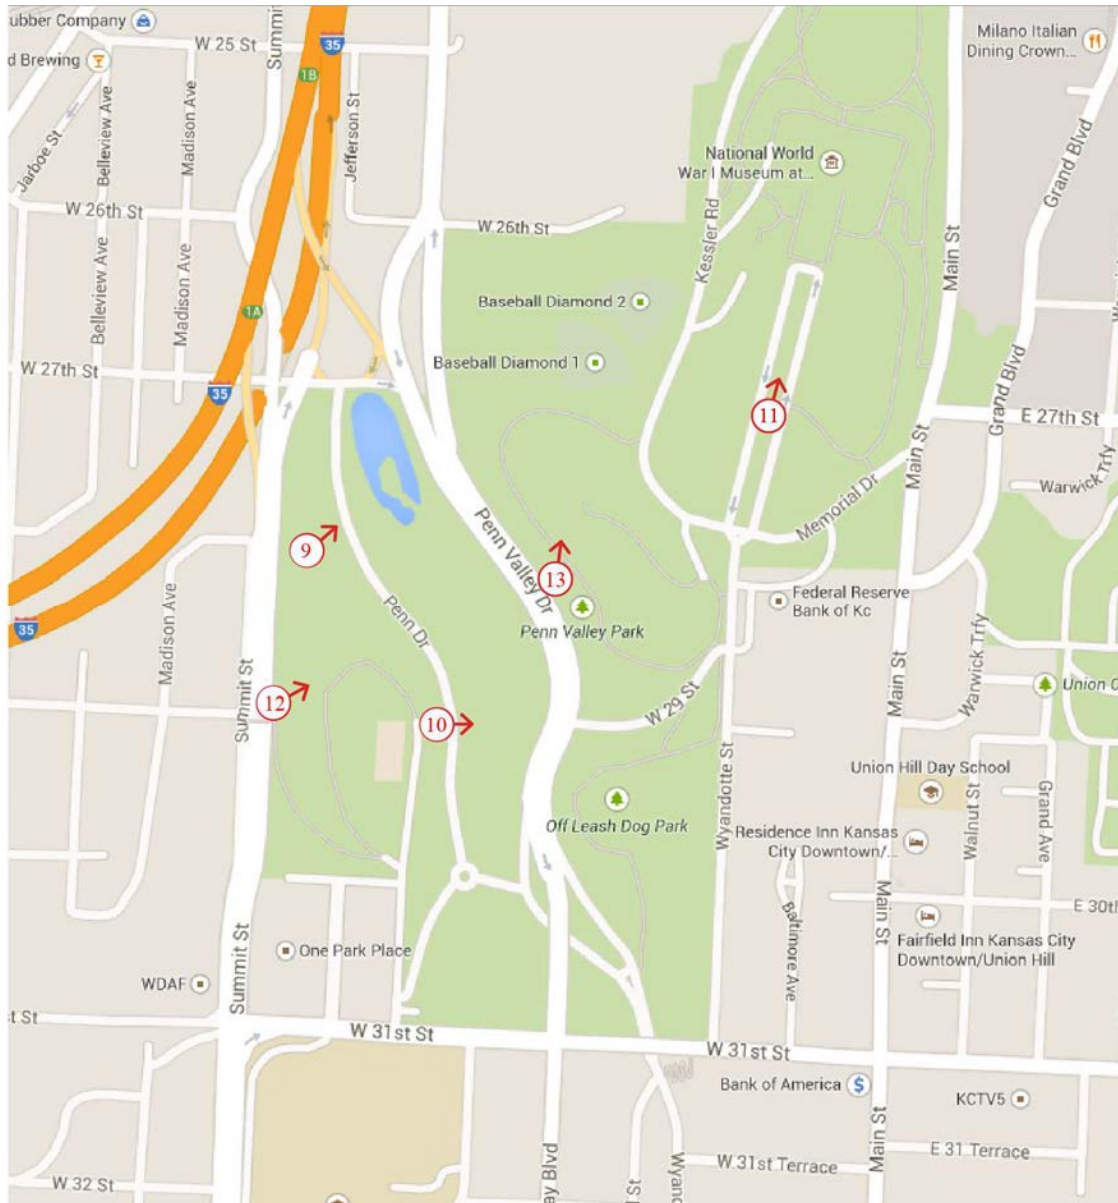 ubber Company
Summit
W 25 St
35
Milano Italian
Dining Crown...
d Brewing
1B
Jarboe St
Belleview Ave
Madison Ave
Jefferson St
Grand Blvd
National World
War I Museum at...
W 26th St
W 26th St
Kessler Rd
Main St
Belleview Ave
Madison Ave
1A
Baseball Diamond 2
Baseball Diamond 1
W 27th St
35
Grand Blvd
11
E 27th St
Main St
Warwick Trfy
Memorial Dr
Penn Valley Dr
9
13
Federal Reserve
Bank of Kc
Penn Valley Park
35
Madison Ave
Penn Dr
Warwick Trfy
Main St
Union
12
Summit St
W 29 St
10
Wyandotte St
Union Hill Day School
Walnut St
Grand Ave
Off Leash Dog Park
Residence Inn Kansas
City Downtown/...
E 30th
Main St
Baltimore Ave
Fairfield Inn Kansas City
Downtown/Union Hill
Summit St
One Park Place
WDAF
st St
W 31st St
W 31st St
Bank of America
$
KCTV5
Main St
ay Blvd
E 31 Terrace
W 31st Terrace
W 32 St
St
Wyand